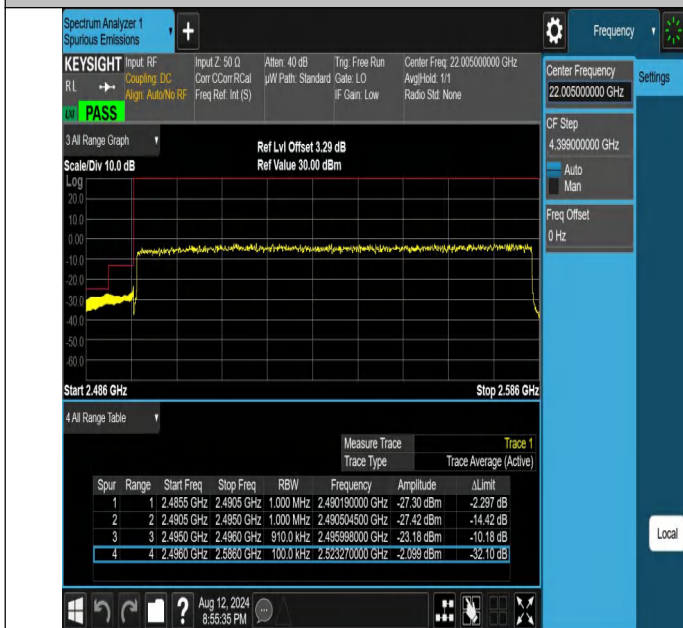 Spectrum Analyzer 1
Spurious Emissions
+
Frequency
KEYSIGHT
RL
PASS
Input: RF
Coupling: DC
Align: Auto/No RF
Input Z: 50 Ω
Corr CCorr RCal
Freq Ref: Int (S)
Atten: 40 dB
µW Path: Standard
Trig: Free Run
Gate: LO
IF Gain: Low
Center Freq: 22.005000000 GHz
Avg|Hold: 1/1
Radio Std: None
Center Frequency
22.005000000 GHz
Settings
CF Step
4.399000000 GHz
Auto
Man
Freq Offset
0 Hz
Local
3 All Range Graph
Scale/Div 10.0 dB
Ref Lvl Offset 3.29 dB
Ref Value 30.00 dBm
Log
20.0
10.0
0.00
-10.0
-20.0
-30.0
-40.0
-50.0
-60.0
Start 2.486 GHz
Stop 2.586 GHz
4 All Range Table
Measure Trace Trace 1
Trace Type Trace Average (Active)
Spur Range Start Freq Stop Freq RBW Frequency Amplitude ΔLimit
1 1 2.4855 GHz 2.4905 GHz 1.000 MHz 2.490190000 GHz -27.30 dBm -2.297 dB
2 2 2.4905 GHz 2.4950 GHz 1.000 MHz 2.490504500 GHz -27.42 dBm -14.42 dB
3 3 2.4950 GHz 2.4960 GHz 910.0 kHz 2.495998000 GHz -23.18 dBm -10.18 dB
4 4 2.4960 GHz 2.5860 GHz 100.0 kHz 2.523270000 GHz -2.099 dBm -32.10 dB
?
Aug 12, 2024
8:55:35 PM